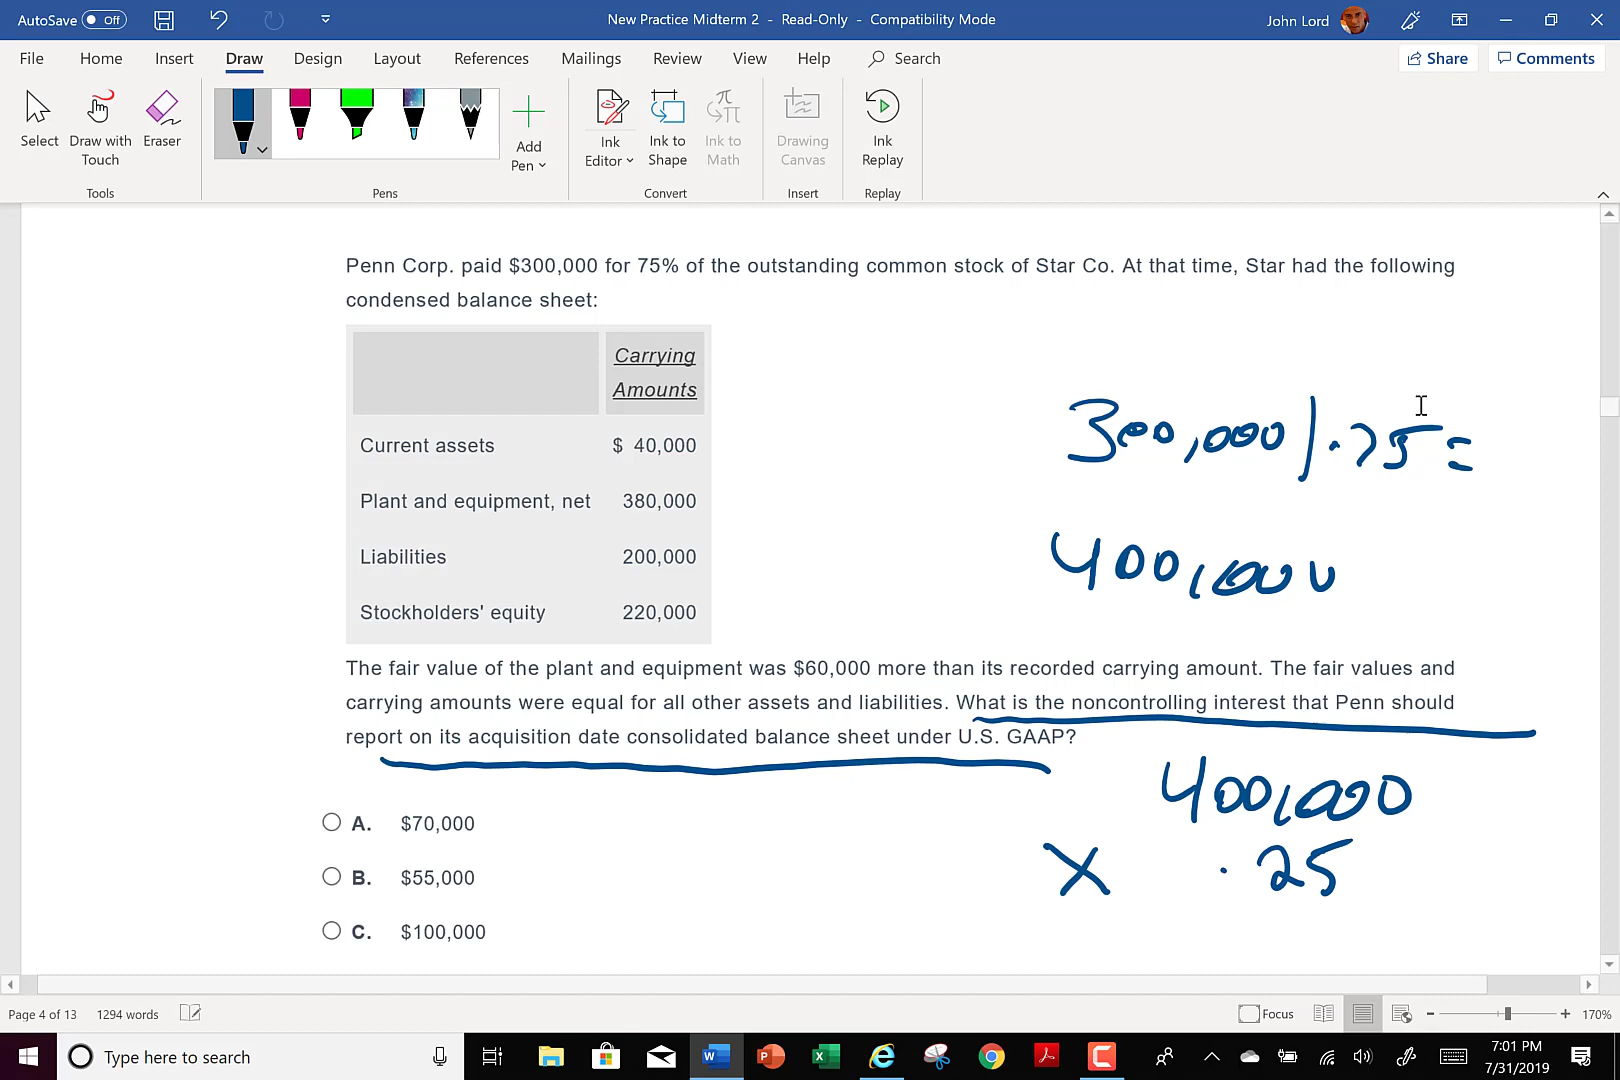 AutoSave Off
New Practice Midterm 2 - Read-Only - Compatibility Mode
John Lord
File Home Insert Draw Design Layout References Mailings Review View Help Search
Share Comments
Select
Draw with Touch
Eraser
Add Pen
Ink Editor
Ink to Shape
Ink to Math
Drawing Canvas
Ink Replay
Tools Pens Convert Insert Replay
Penn Corp. paid $300,000 for 75% of the outstanding common stock of Star Co. At that time, Star had the following
condensed balance sheet:
Carrying
Amounts
Current assets $ 40,000
Plant and equipment, net 380,000
Liabilities 200,000
Stockholders' equity 220,000
300,000 / .75 =
400,000
The fair value of the plant and equipment was $60,000 more than its recorded carrying amount. The fair values and
carrying amounts were equal for all other assets and liabilities. What is the noncontrolling interest that Penn should
report on its acquisition date consolidated balance sheet under U.S. GAAP?
400,000
X .25
A. $70,000
B. $55,000
C. $100,000
Page 4 of 13 1294 words
Focus
170%
Type here to search
7:01 PM
7/31/2019